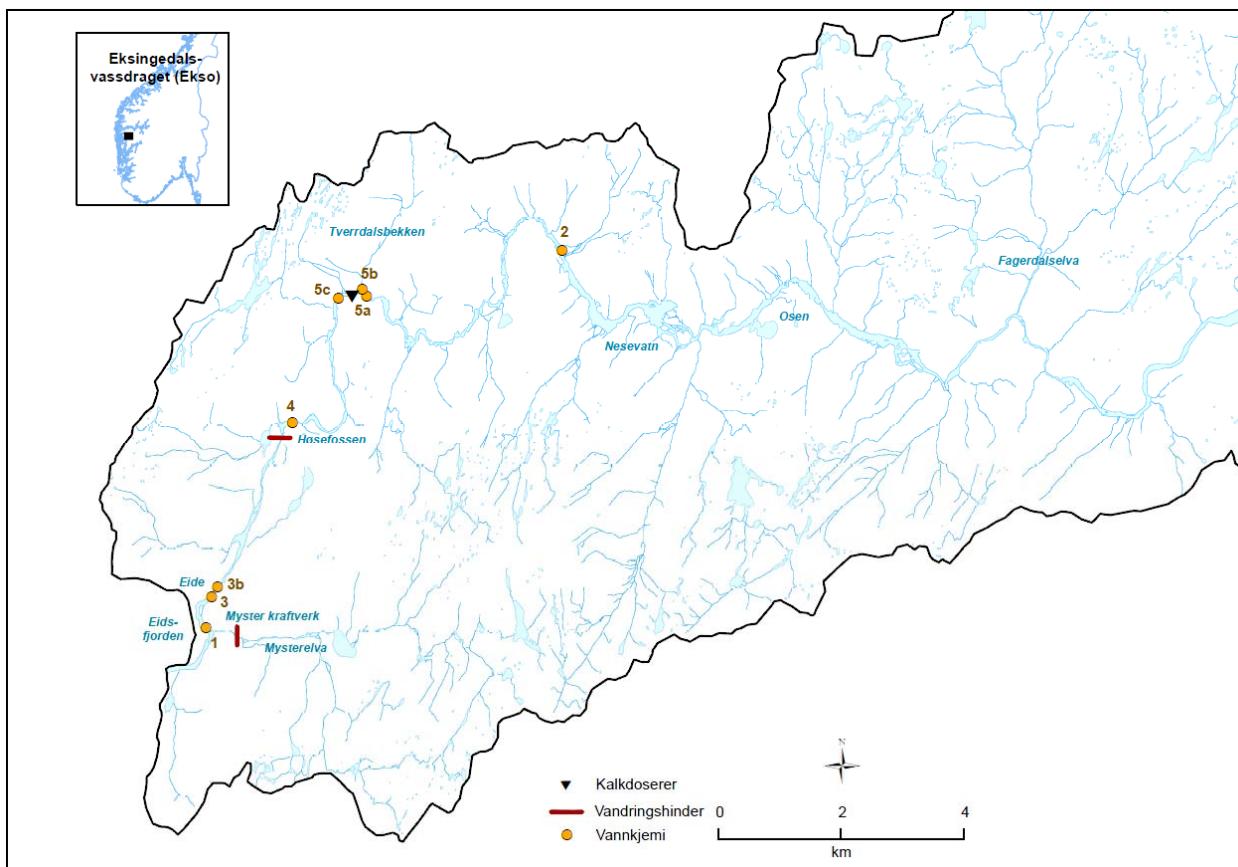 Eksingedals-
vassdraget (Ekso)
Tverrdalsbekken
2
Fagerdalselva
5b
5c
5a
Osen
Nesevatn
4
Høsefossen
Eide
3b
3
Eids-
fjorden
Myster kraftverk
1
Mysterelva
N
Kalkdoserer
Vandringshinder
Vannkjemi
0 2 4
km